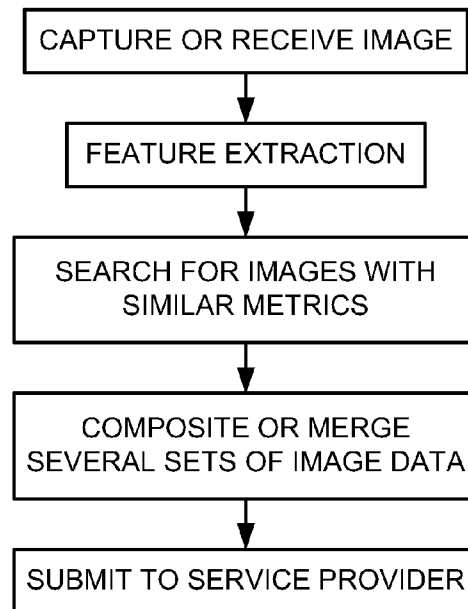 CAPTURE OR RECEIVE IMAGE
FEATURE EXTRACTION
SEARCH FOR IMAGES WITH
SIMILAR METRICS
COMPOSITE OR MERGE
SEVERAL SETS OF IMAGE DATA
SUBMIT TO SERVICE PROVIDER